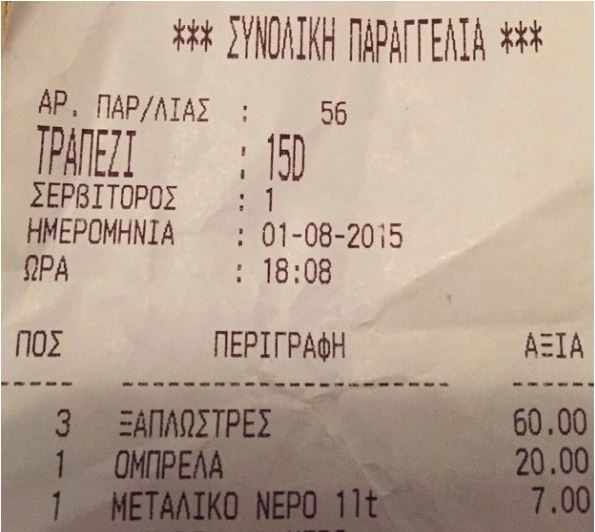 *** ΣΥΝΟΛΙΚΗ ΠΑΡΑΓΓΕΛΙΑ ***
ΑΡ. ΠΑΡ/ΛΙΑΣ : 56
ΤΡΑΠΕΖΙ : 15D
ΣΕΡΒΙΤΟΡΟΣ : 1
ΗΜΕΡΟΜΗΝΙΑ : 01-08-2015
ΩΡΑ : 18:08
ΠΟΣ ΠΕΡΙΓΡΑΦΗ ΑΞΙΑ
3 ΞΑΠΛΩΣΤΡΕΣ 60.00
1 ΟΜΠΡΕΛΑ 20.00
1 ΜΕΤΑΛΙΚΟ ΝΕΡΟ 1lt 7.00